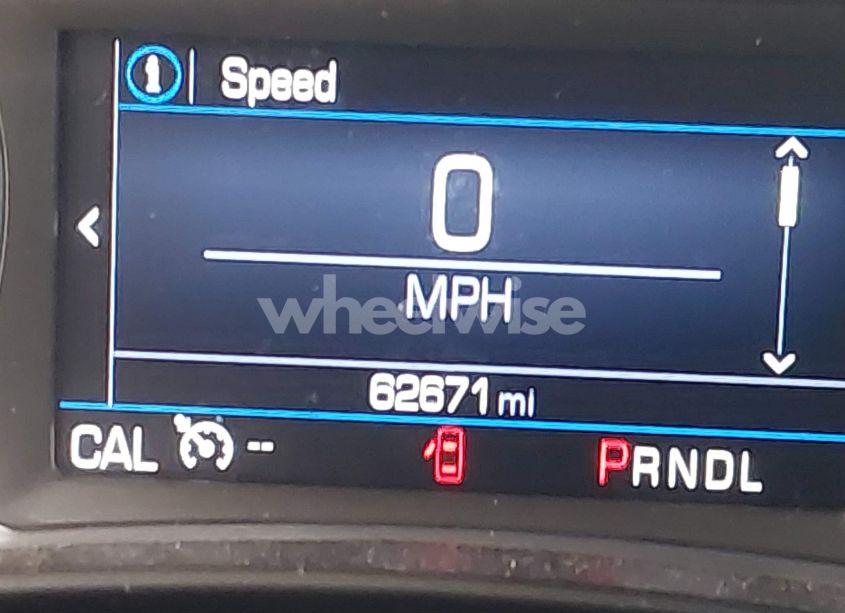 i | Speed
0
MPH
wheelwise
62671 mi
CAL -- PRNDL